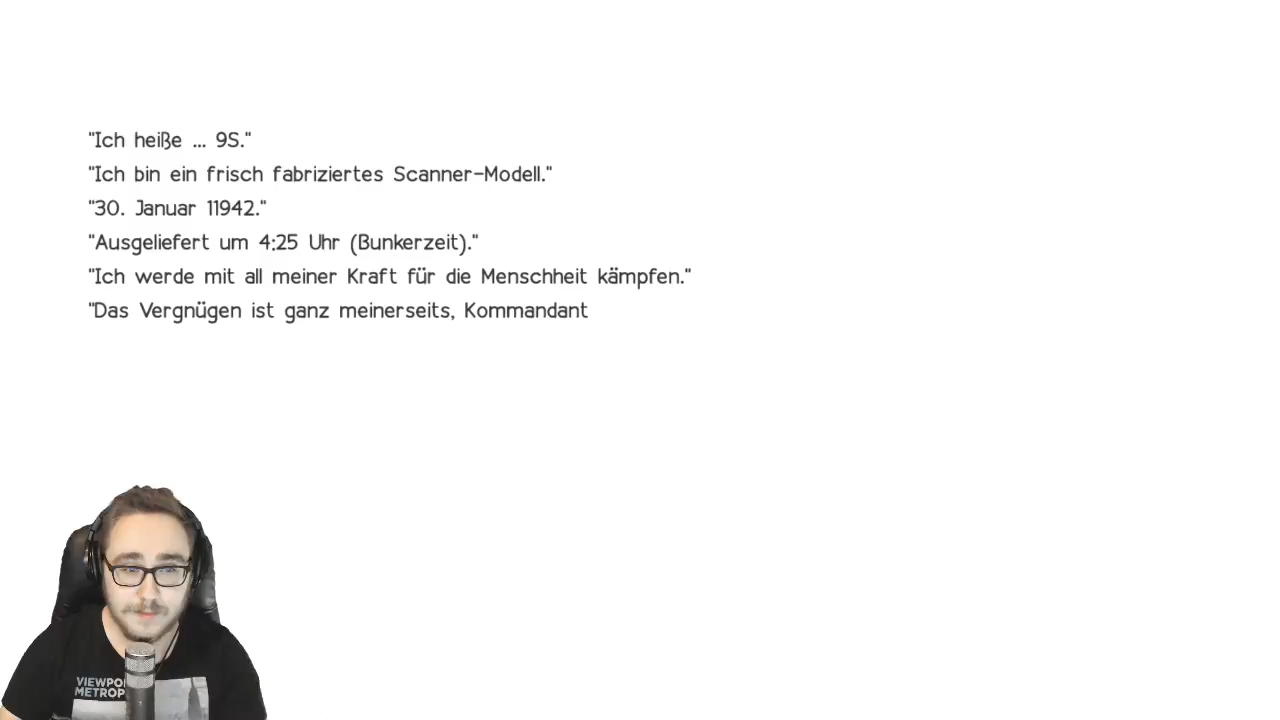 "Ich heiße ... 9S."
"Ich bin ein frisch fabriziertes Scanner-Modell."
"30. Januar 11942."
"Ausgeliefert um 4:25 Uhr (Bunkerzeit)."
"Ich werde mit all meiner Kraft für die Menschheit kämpfen."
"Das Vergnügen ist ganz meinerseits, Kommandant